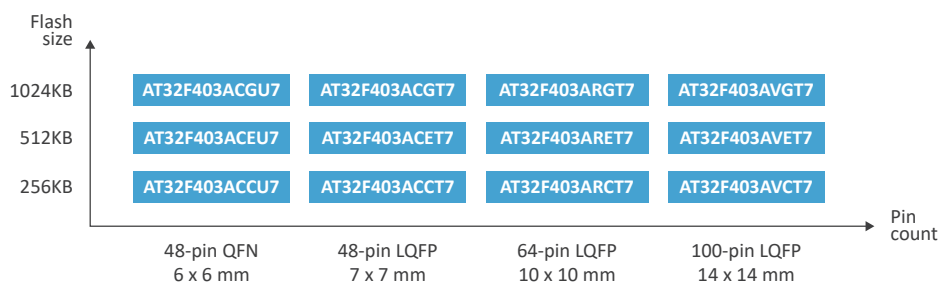 Flash
size
1024KB AT32F403ACGU7 AT32F403ACGT7 AT32F403ARGT7 AT32F403AVGT7
512KB AT32F403ACEU7 AT32F403ACET7 AT32F403ARET7 AT32F403AVET7
256KB AT32F403ACCU7 AT32F403ACCT7 AT32F403ARCT7 AT32F403AVCT7
Pin
count
48-pin QFN 48-pin LQFP 64-pin LQFP 100-pin LQFP
6 x 6 mm 7 x 7 mm 10 x 10 mm 14 x 14 mm